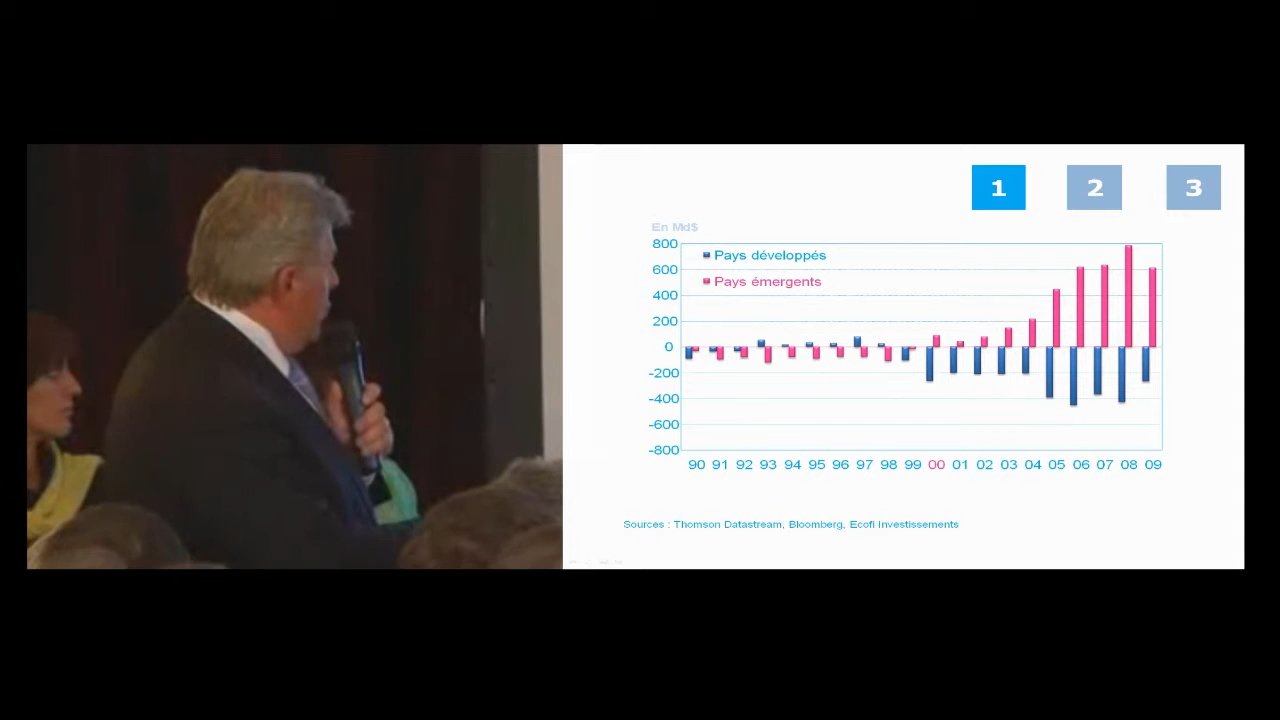 1 2 3
En Md$
800
Pays développés
600
Pays émergents
400
200
0
-200
-400
-600
-800
90 91 92 93 94 95 96 97 98 99 00 01 02 03 04 05 06 07 08 09
Sources : Thomson Datastream, Bloomberg, Ecofi Investissements